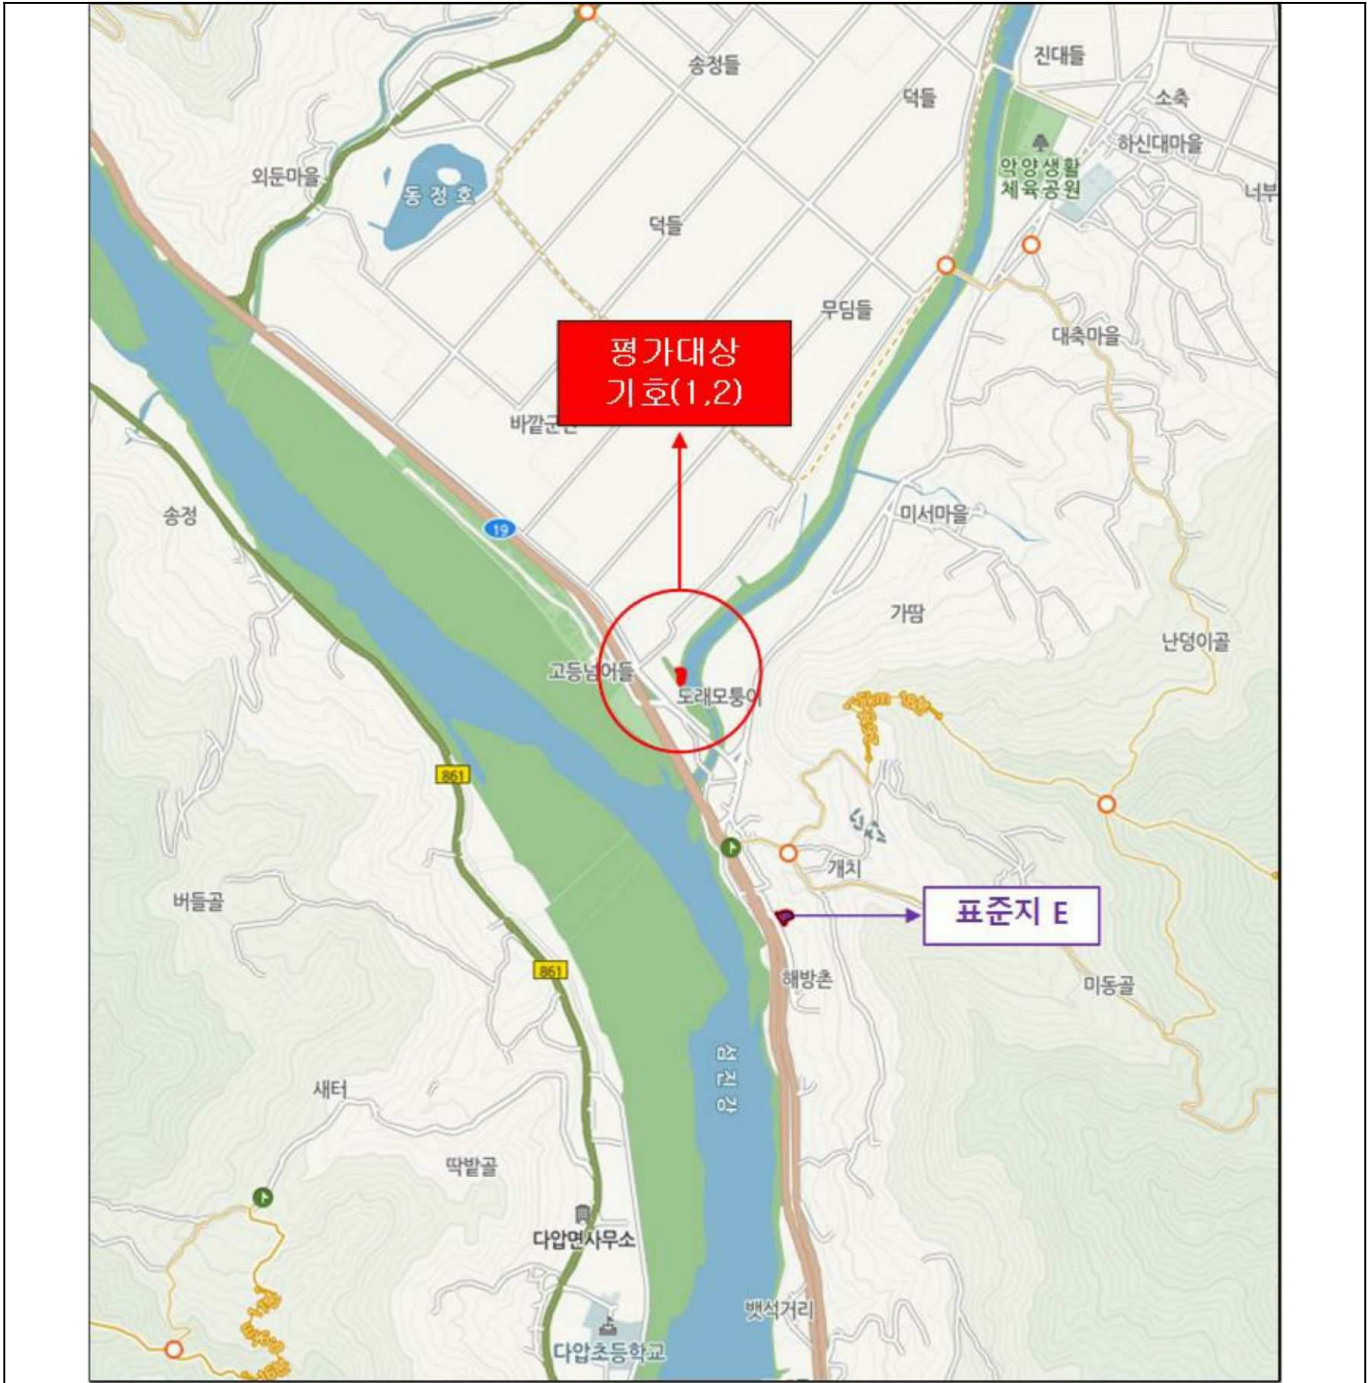 송정들
진대들
덕들
소축
하신대마을
악양생활
체육공원
외둔마을
동정호
너부
덕들
무딤들
대축마을
평가대상
기호(1,2)
송정
19
미서마을
가땀
난덩이골
고등넘어들
도래모퉁이
861
개치
버들골
표준지 E
861
해방촌
미동골
섬진강
새터
딱밭골
다압면사무소
뱃석거리
다압초등학교